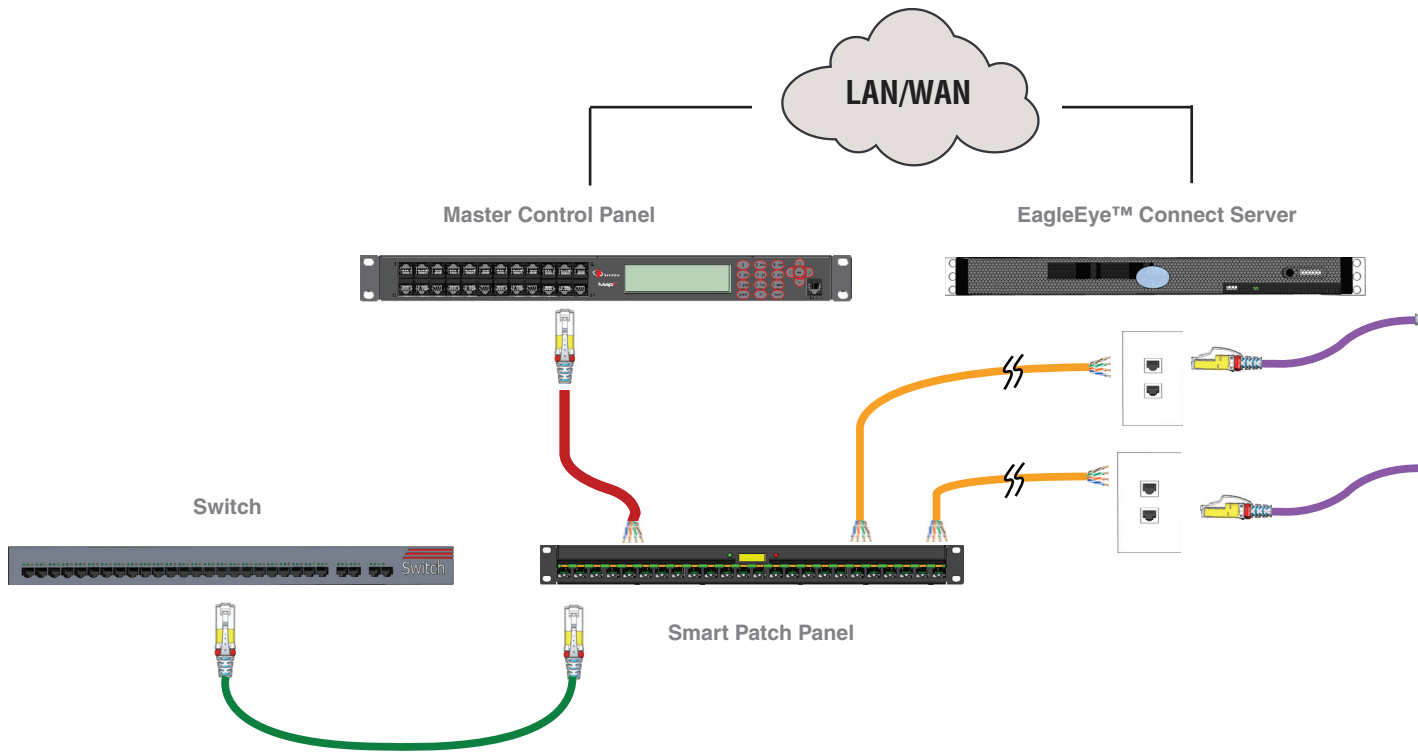 LAN/WAN
Master Control Panel
EagleEye™ Connect Server
Switch
Switch
Smart Patch Panel